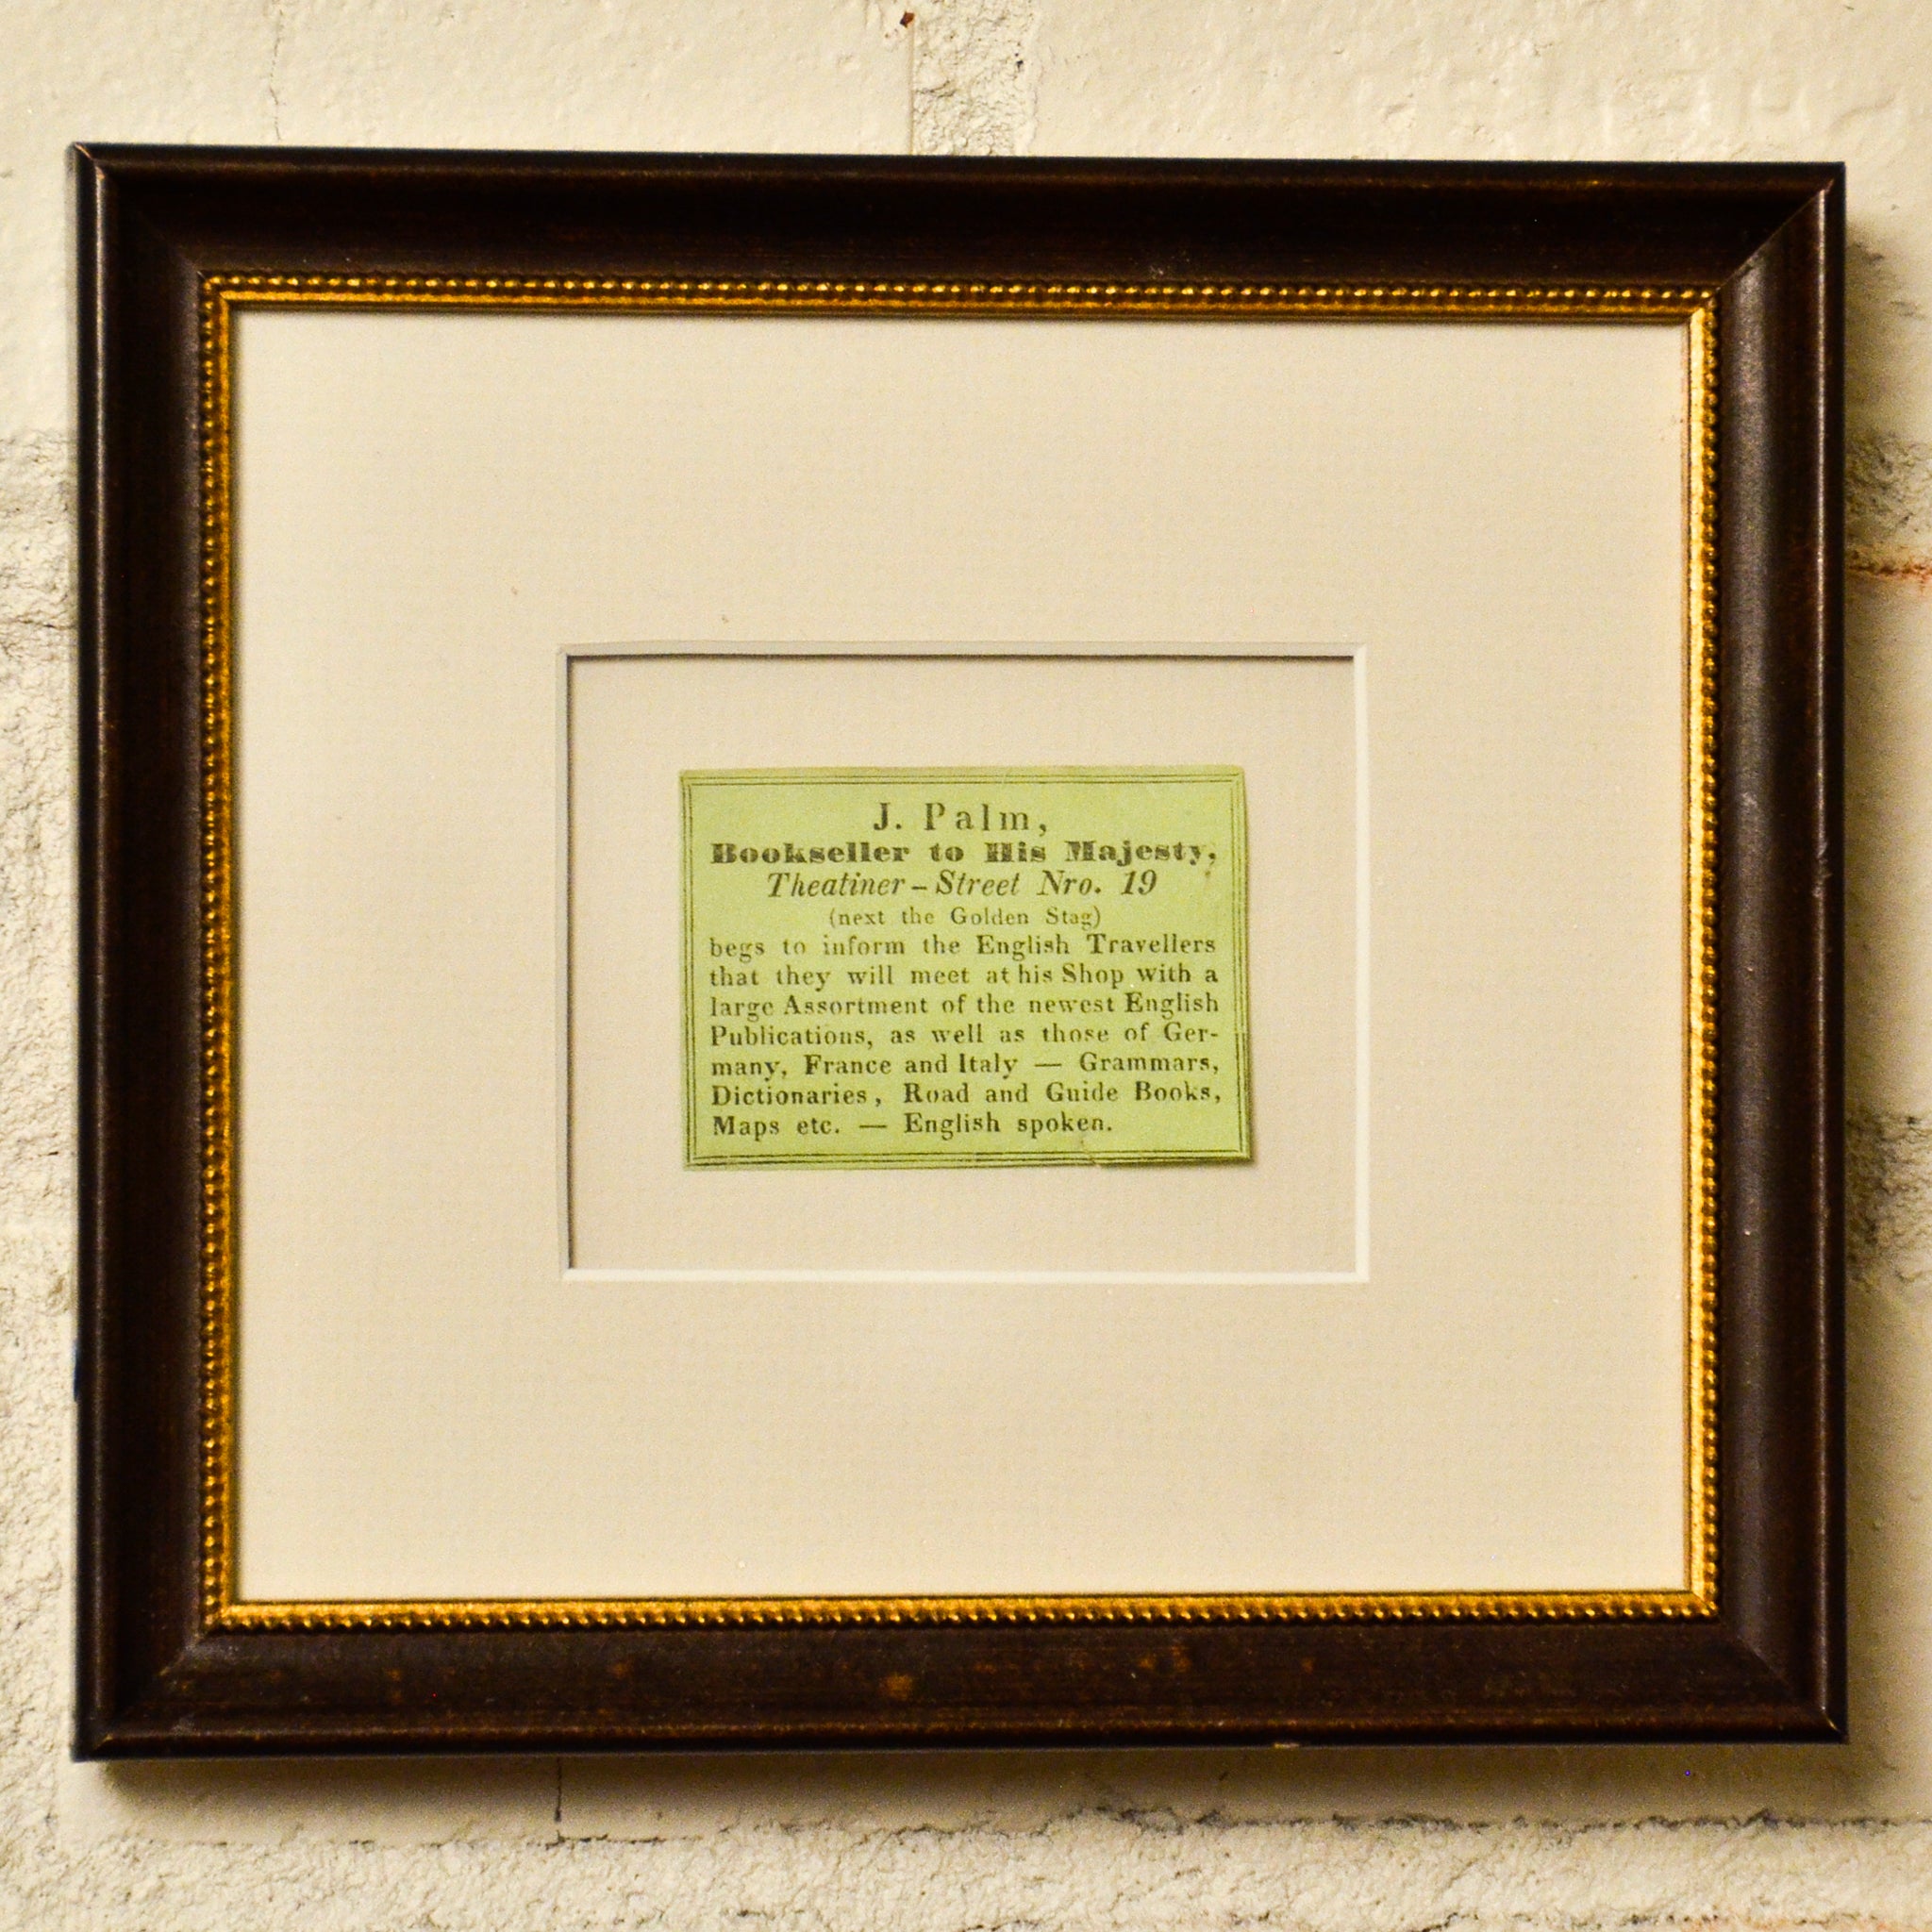 J. Palm,
Bookseller to His Majesty,
Theatiner – Street Nro. 19
(next the Golden Stag)
begs to inform the English Travellers
that they will meet at his Shop with a
large Assortment of the newest English
Publications, as well as those of Ger-
many, France and Italy — Grammars,
Dictionaries, Road and Guide Books,
Maps etc. — English spoken.